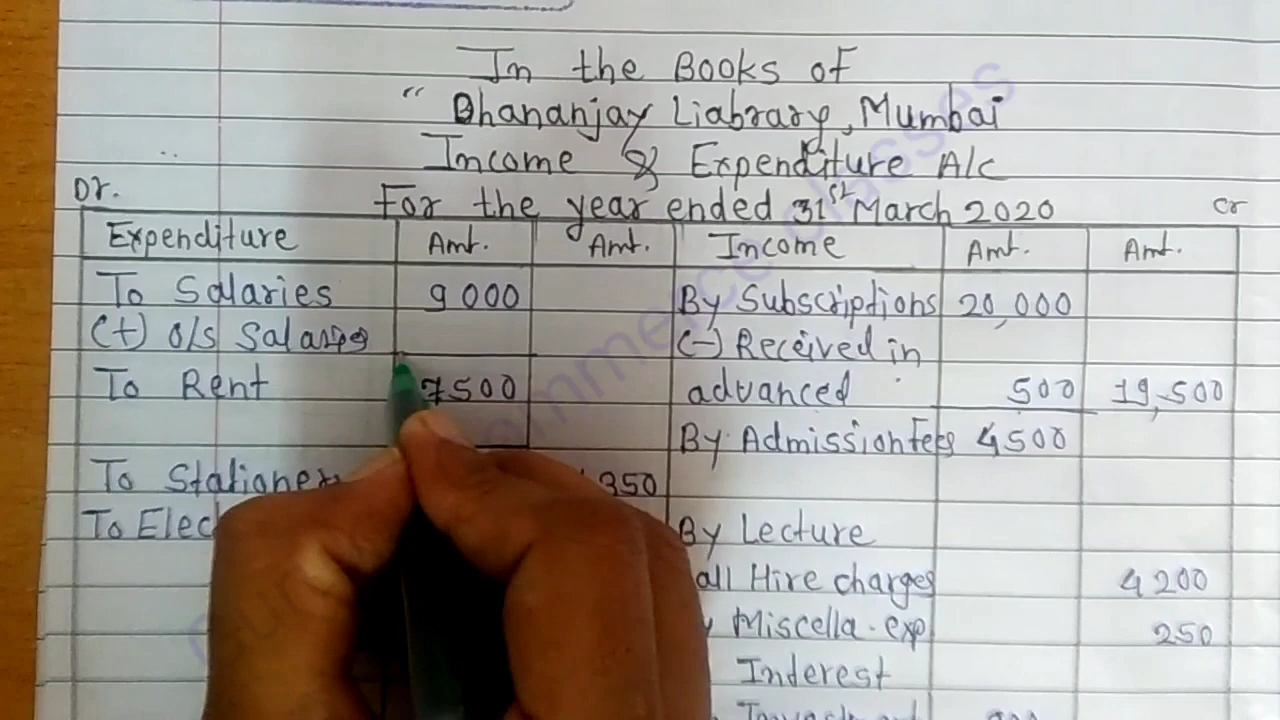 In the Books of
"Dhananjay Liabrary, Mumbai
Income & Expenditure A/c
Dr. For the year ended 31st March 2020 cr
Expenditure Amt. Amt. Income Amt. Amt.
To Salaries 9000 By Subscriptions 20,000
(+) O/S Salaries (-) Received in
To Rent 7500 advanced 500 19,500
By Admission Fees 4500
To Stationery 350
To Elec By Lecture
all Hire charges 4200
Miscella. exp 250
Inderest